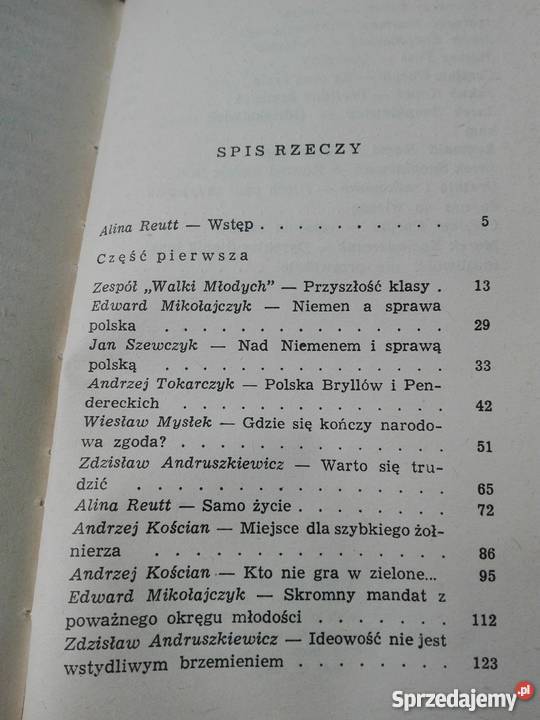 SPIS RZECZY
Alina Reutt — Wstęp . . . . . . . . . . 5
Część pierwsza
Zespół „Walki Młodych" — Przyszłość klasy . 13
Edward Mikołajczyk — Niemen a sprawa
polska . . . . . . . . . . . . . . 29
Jan Szewczyk — Nad Niemenem i sprawą
polską . . . . . . . . . . . . . . 33
Andrzej Tokarczyk — Polska Bryllów i Pen-
dereckich . . . . . . . . . . . . . 42
Wiesław Mysłek — Gdzie się kończy narodo-
wa zgoda? . . . . . . . . . . . . . 51
Zdzisław Andruszkiewicz — Warto się tru-
dzić . . . . . . . . . . . . . . . 65
Alina Reutt — Samo życie . . . . . . . . 72
Andrzej Kościan — Miejsce dla szybkiego żoł-
nierza . . . . . . . . . . . . . . 86
Andrzej Kościan — Kto nie gra w zielone... 95
Edward Mikołajczyk — Skromny mandat z
poważnego okręgu młodości . . . . . . . 112
Zdzisław Andruszkiewicz — Ideowość nie jest
wstydliwym brzemieniem . . . . . . . . 123
Sprzedajemy.pl